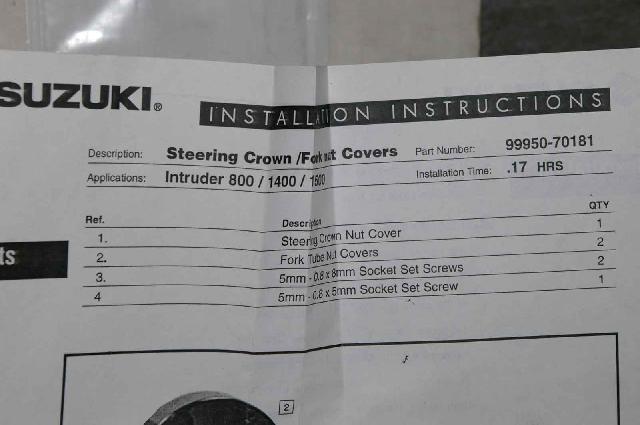 SUZUKI®
INSTALLATION INSTRUCTIONS
Description: Steering Crown /Fork nut Covers Part Number: 99950-70181
Applications: Intruder 800 / 1400 / 1500 Installation Time: .17 HRS
Ref. Description QTY
1. Steering Crown Nut Cover 1
2. Fork Tube Nut Covers 2
3. 5mm - 0.8 x 8mm Socket Set Screws 2
4 5mm - 0.8 x 5mm Socket Set Screw 1
ts
2